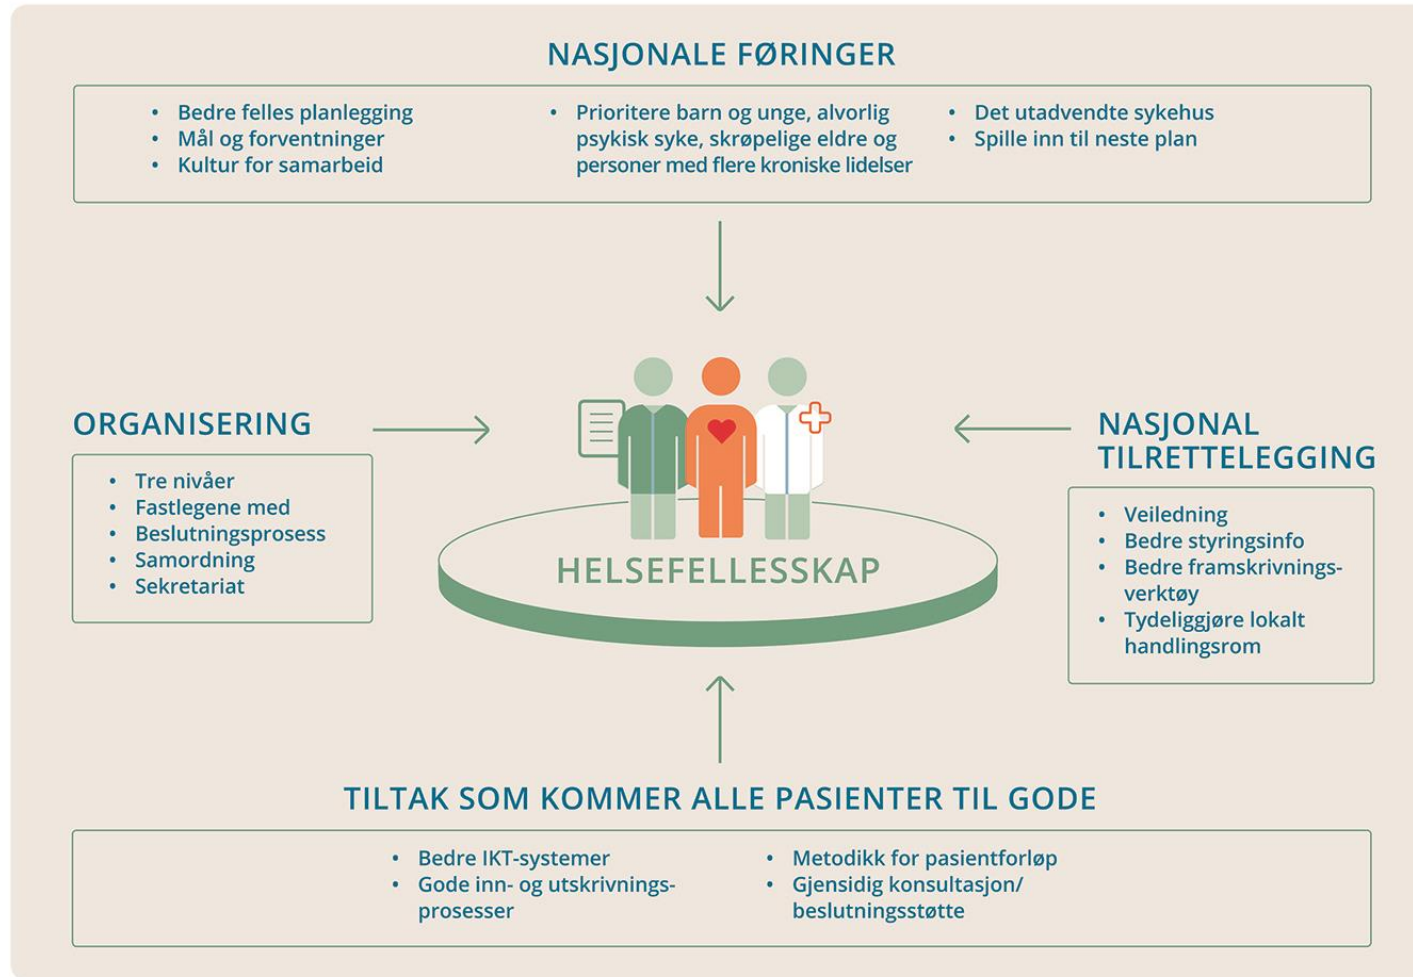 NASJONALE FØRINGER
• Bedre felles planlegging
• Mål og forventninger
• Kultur for samarbeid
• Prioritere barn og unge, alvorlig
psykisk syke, skrøpelige eldre og
personer med flere kroniske lidelser
• Det utadvendte sykehus
• Spille inn til neste plan
ORGANISERING
• Tre nivåer
• Fastlegene med
• Beslutningsprosess
• Samordning
• Sekretariat
HELSEFELLESSKAP
NASJONAL
TILRETTELEGGING
• Veiledning
• Bedre styringsinfo
• Bedre framskrivnings-
verktøy
• Tydeliggjøre lokalt
handlingsrom
TILTAK SOM KOMMER ALLE PASIENTER TIL GODE
• Bedre IKT-systemer
• Gode inn- og utskrivnings-
prosesser
• Metodikk for pasientforløp
• Gjensidig konsultasjon/
beslutningsstøtte